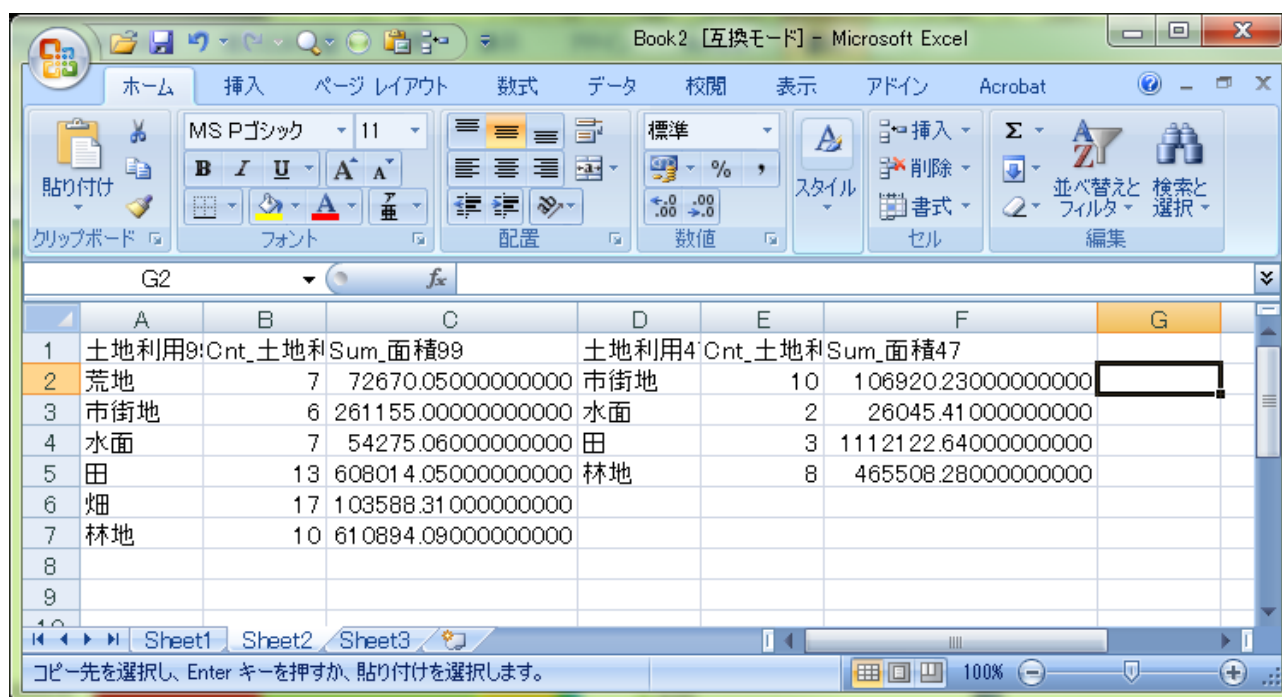 Book2 [互換モード] - Microsoft Excel
ホーム 挿入 ページ レイアウト 数式 データ 校閲 表示 アドイン Acrobat
MS Pゴシック 11 標準 挿入 Σ
貼り付け B I U A A % , スタイル 削除 並べ替えと フィルタ 検索と 選択
A ア亜 .0 .00 .00 .0 書式
クリップボード フォント 配置 数値 セル 編集
G2 fx
A B C D E F G
1 土地利用9 Cnt_土地利 Sum_面積99 土地利用4 Cnt_土地利 Sum_面積47
2 荒地 7 72670.05000000000 市街地 10 106920.23000000000
3 市街地 6 261155.00000000000 水面 2 26045.41000000000
4 水面 7 54275.06000000000 田 3 1112122.64000000000
5 田 13 608014.05000000000 林地 8 465508.28000000000
6 畑 17 103588.31000000000
7 林地 10 610894.09000000000
8
9
10
Sheet1 Sheet2 Sheet3
コピー先を選択し、Enter キーを押すか、貼り付けを選択します。 100%